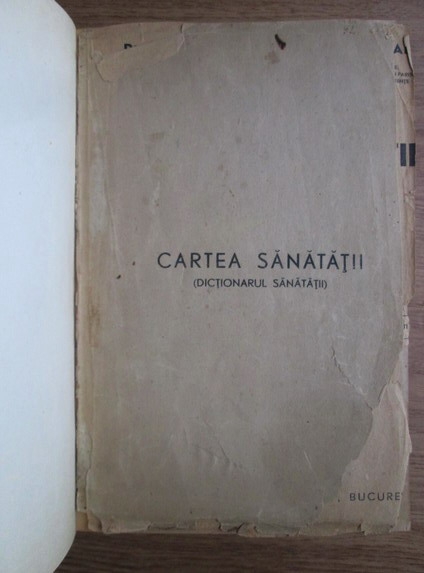 CARTEA SĂNĂTĂŢII
(DICŢIONARUL SĂNĂTĂŢII)
BUCURE